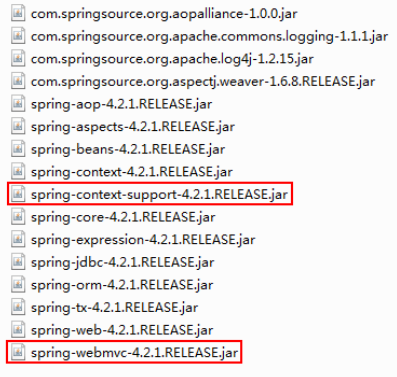 com.springsource.org.aopalliance-1.0.0.jar
com.springsource.org.apache.commons.logging-1.1.1.jar
com.springsource.org.apache.log4j-1.2.15.jar
com.springsource.org.aspectj.weaver-1.6.8.RELEASE.jar
spring-aop-4.2.1.RELEASE.jar
spring-aspects-4.2.1.RELEASE.jar
spring-beans-4.2.1.RELEASE.jar
spring-context-4.2.1.RELEASE.jar
spring-context-support-4.2.1.RELEASE.jar
spring-core-4.2.1.RELEASE.jar
spring-expression-4.2.1.RELEASE.jar
spring-jdbc-4.2.1.RELEASE.jar
spring-orm-4.2.1.RELEASE.jar
spring-tx-4.2.1.RELEASE.jar
spring-web-4.2.1.RELEASE.jar
spring-webmvc-4.2.1.RELEASE.jar